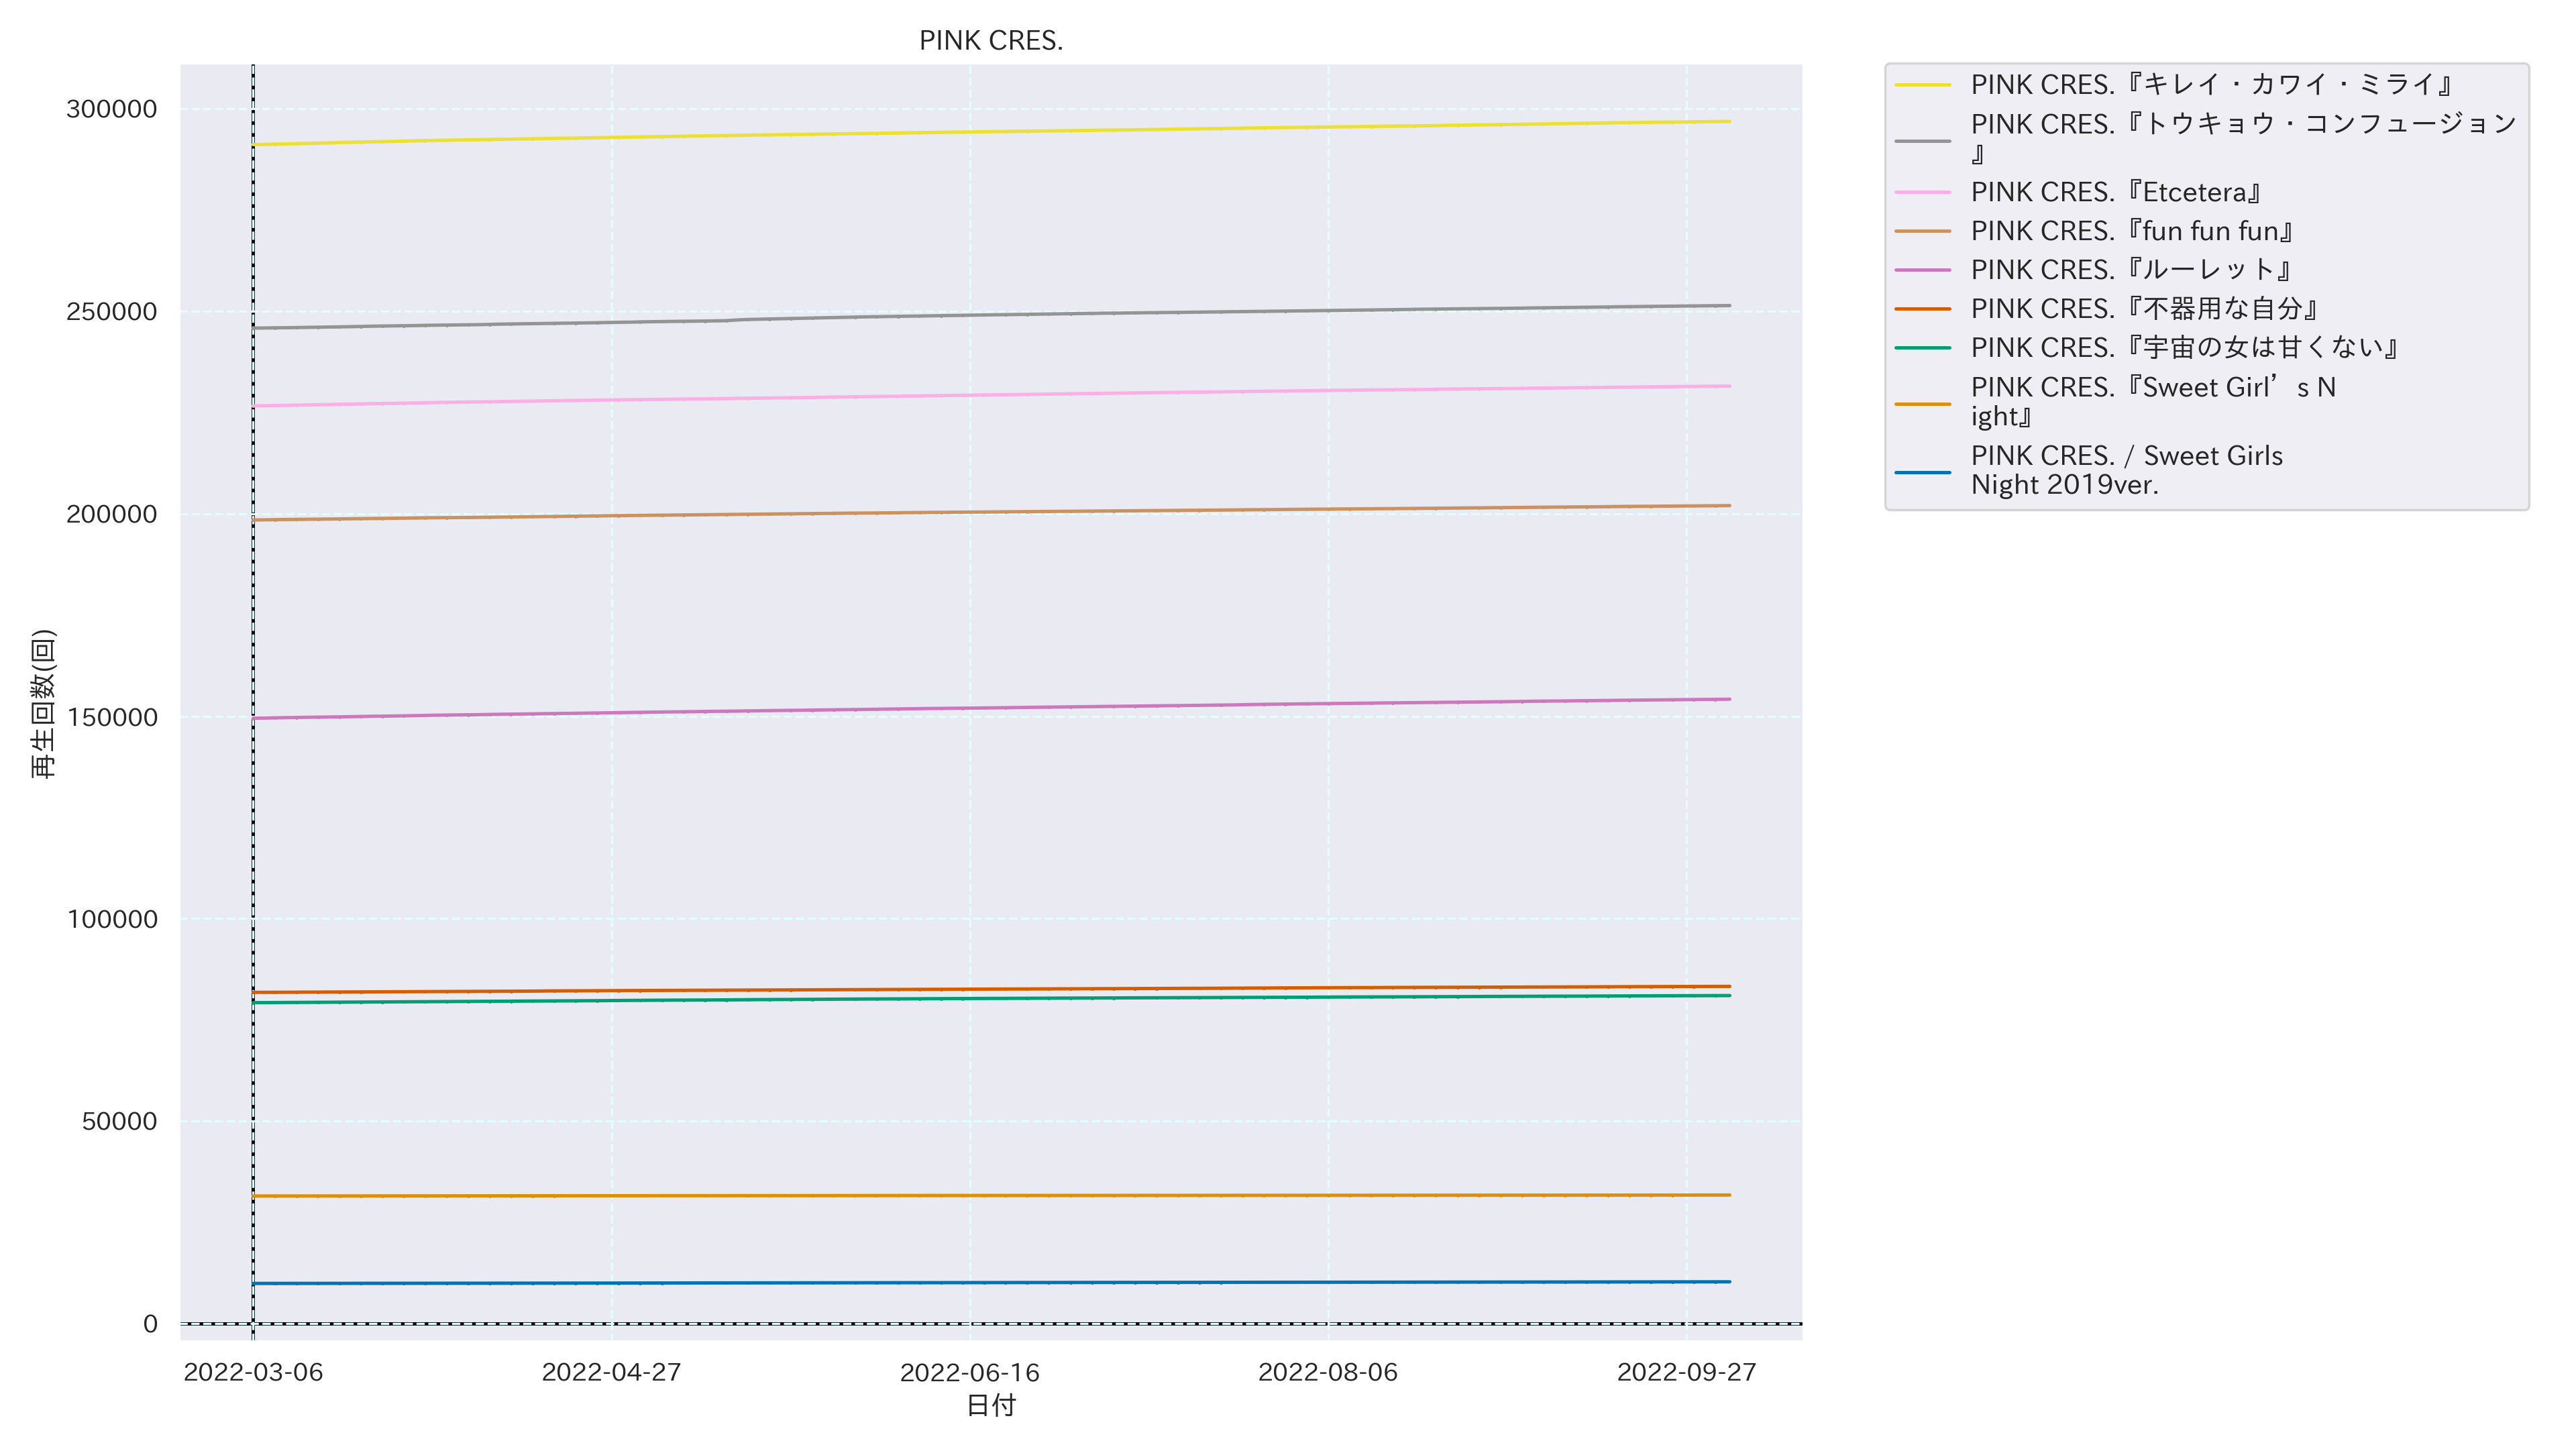 PINK CRES.
300000
250000
200000
150000
100000
50000
0
再生回数(回)
2022-03-06
2022-04-27
2022-06-16
2022-08-06
2022-09-27
日付
PINK CRES.『キレイ・カワイ・ミライ』
PINK CRES.『トウキョウ・コンフュージョン
』
PINK CRES.『Etcetera』
PINK CRES.『fun fun fun』
PINK CRES.『ルーレット』
PINK CRES.『不器用な自分』
PINK CRES.『宇宙の女は甘くない』
PINK CRES.『Sweet Girl’s N
ight』
PINK CRES. / Sweet Girls
Night 2019ver.